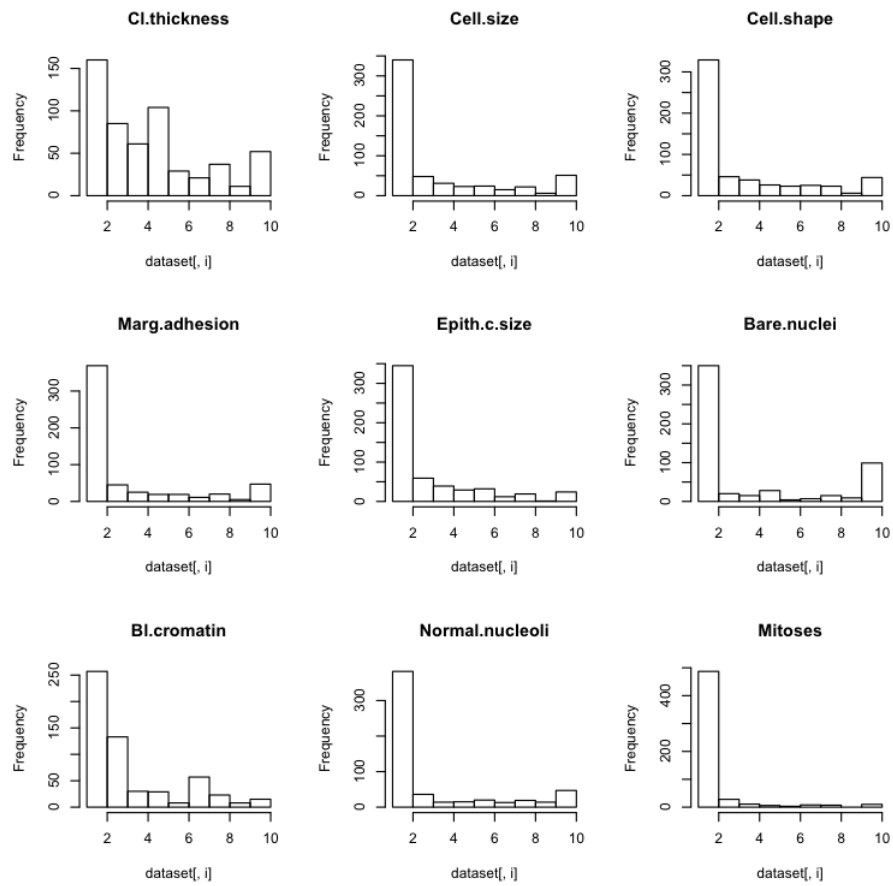 Cl.thickness
Cell.size
Cell.shape
Frequency
0 50 100 150
2 4 6 8 10
dataset[, i]
Frequency
0 100 200 300
2 4 6 8 10
dataset[, i]
Frequency
0 100 200 300
2 4 6 8 10
dataset[, i]
Marg.adhesion
Epith.c.size
Bare.nuclei
Frequency
0 100 200 300
2 4 6 8 10
dataset[, i]
Frequency
0 100 200 300
2 4 6 8 10
dataset[, i]
Frequency
0 100 200 300
2 4 6 8 10
dataset[, i]
Bl.cromatin
Normal.nucleoli
Mitoses
Frequency
0 50 150 250
2 4 6 8 10
dataset[, i]
Frequency
0 100 300
2 4 6 8 10
dataset[, i]
Frequency
0 200 400
2 4 6 8 10
dataset[, i]